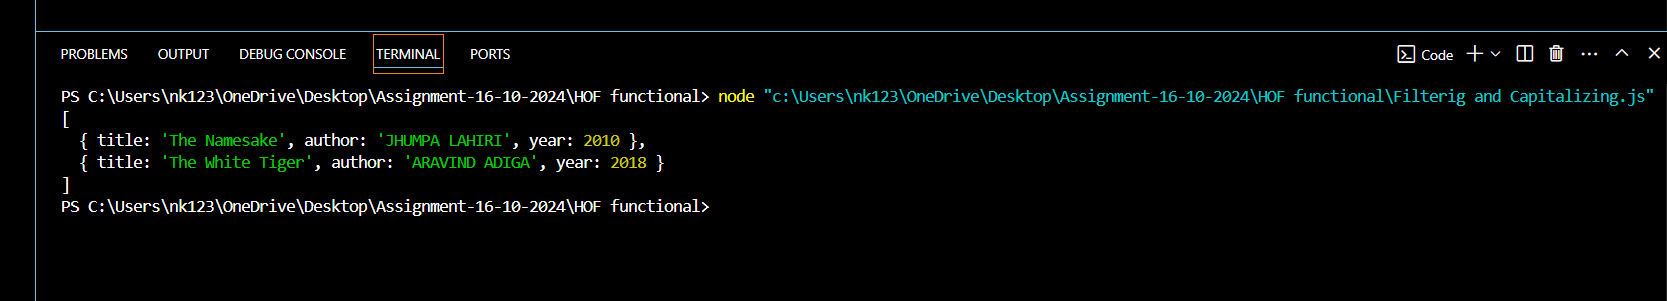 PROBLEMS OUTPUT DEBUG CONSOLE TERMINAL PORTS Code
PS C:\Users\nk123\OneDrive\Desktop\Assignment-16-10-2024\HOF functional> node "c:\Users\nk123\OneDrive\Desktop\Assignment-16-10-2024\HOF functional\Filterig and Capitalizing.js"
[
  { title: 'The Namesake', author: 'JHUMPA LAHIRI', year: 2010 },
  { title: 'The White Tiger', author: 'ARAVIND ADIGA', year: 2018 }
]
PS C:\Users\nk123\OneDrive\Desktop\Assignment-16-10-2024\HOF functional>